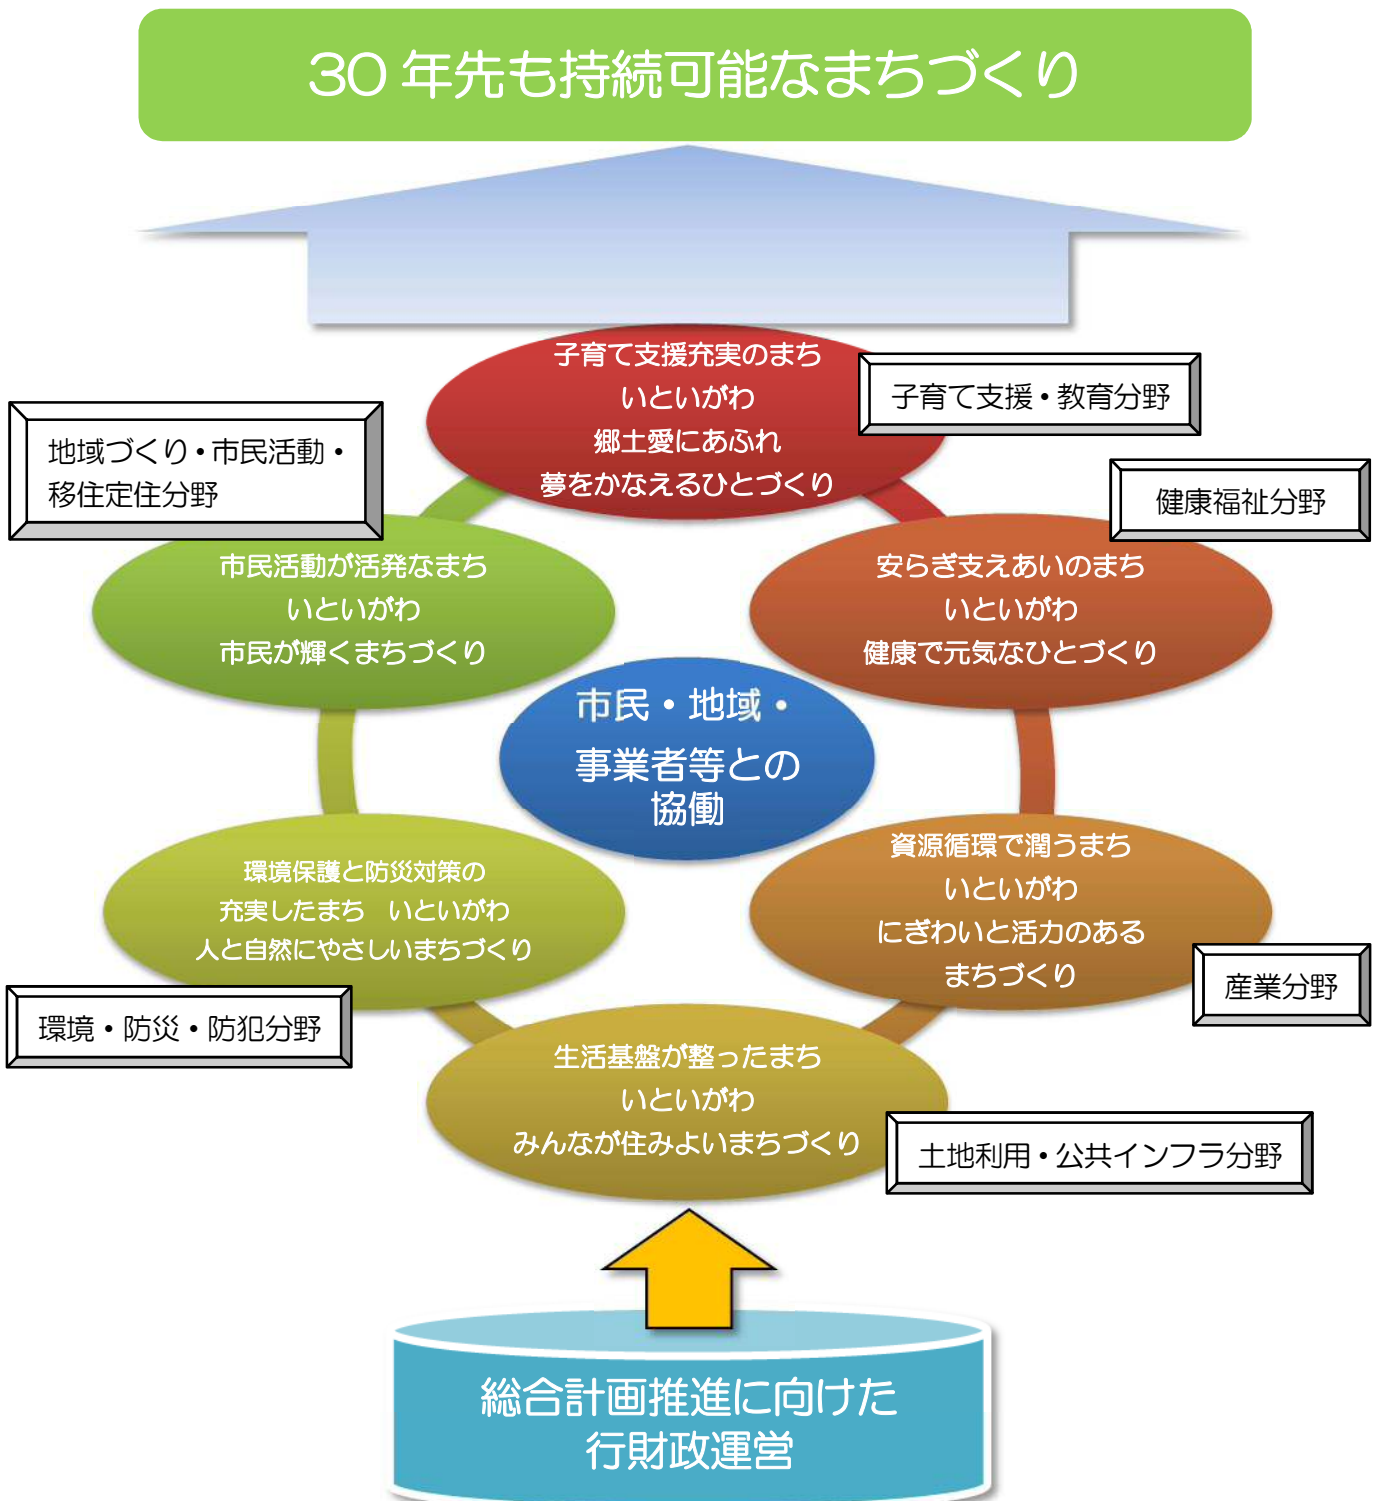 30年先も持続可能なまちづくり
子育て支援充実のまち
いといがわ
郷土愛にあふれ
夢をかなえるひとづくり
子育て支援・教育分野
地域づくり・市民活動・
移住定住分野
健康福祉分野
市民活動が活発なまち
いといがわ
市民が輝くまちづくり
安らぎ支えあいのまち
いといがわ
健康で元気なひとづくり
市民・地域・
事業者等との
協働
環境保護と防災対策の
充実したまち　いといがわ
人と自然にやさしいまちづくり
資源循環で潤うまち
いといがわ
にぎわいと活力のある
まちづくり
産業分野
環境・防災・防犯分野
生活基盤が整ったまち
いといがわ
みんなが住みよいまちづくり
土地利用・公共インフラ分野
総合計画推進に向けた
行財政運営